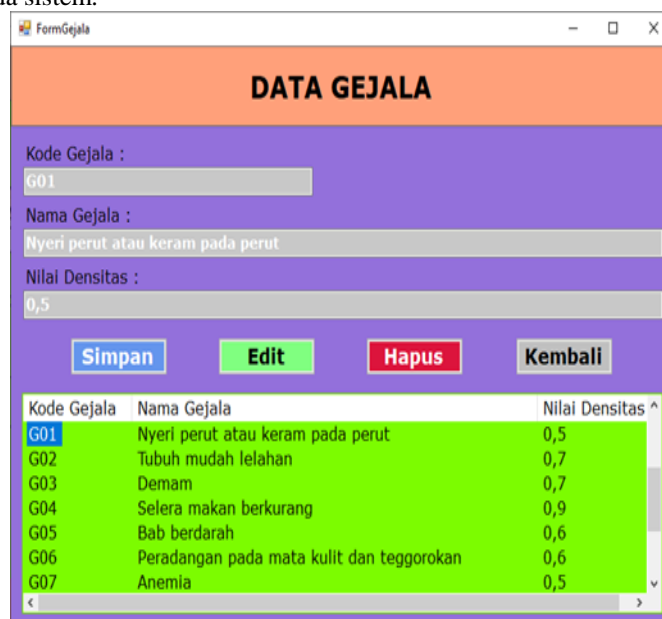 da sistem.
FormGejala
DATA GEJALA
Kode Gejala :
G01
Nama Gejala :
Nyeri perut atau keram pada perut
Nilai Densitas :
0,5
Simpan Edit Hapus Kembali
Kode Gejala Nama Gejala Nilai Densitas
G01 Nyeri perut atau keram pada perut 0,5
G02 Tubuh mudah lelahan 0,7
G03 Demam 0,7
G04 Selera makan berkurang 0,9
G05 Bab berdarah 0,6
G06 Peradangan pada mata kulit dan teggorokan 0,6
G07 Anemia 0,5